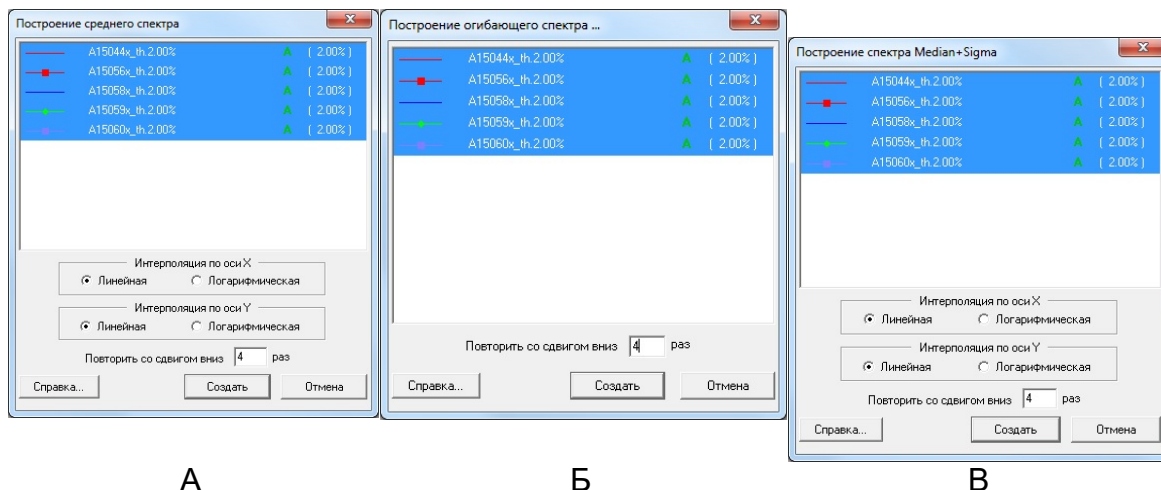 Построение среднего спектра
A15044x_th.2.00% A ( 2.00% )
A15056x_th.2.00% A ( 2.00% )
A15058x_th.2.00% A ( 2.00% )
A15059x_th.2.00% A ( 2.00% )
A15060x_th.2.00% A ( 2.00% )
Интерполяция по оси X
Линейная Логарифмическая
Интерполяция по оси Y
Линейная Логарифмическая
Повторить со сдвигом вниз 4 раз
Справка... Создать Отмена
А
Построение огибающего спектра ...
A15044x_th.2.00% A ( 2.00% )
A15056x_th.2.00% A ( 2.00% )
A15058x_th.2.00% A ( 2.00% )
A15059x_th.2.00% A ( 2.00% )
A15060x_th.2.00% A ( 2.00% )
Повторить со сдвигом вниз 4 раз
Справка... Создать Отмена
Б
Построение спектра Median+Sigma
A15044x_th.2.00% A ( 2.00% )
A15056x_th.2.00% A ( 2.00% )
A15058x_th.2.00% A ( 2.00% )
A15059x_th.2.00% A ( 2.00% )
A15060x_th.2.00% A ( 2.00% )
Интерполяция по оси X
Линейная Логарифмическая
Интерполяция по оси Y
Линейная Логарифмическая
Повторить со сдвигом вниз 4 раз
Справка... Создать Отмена
В